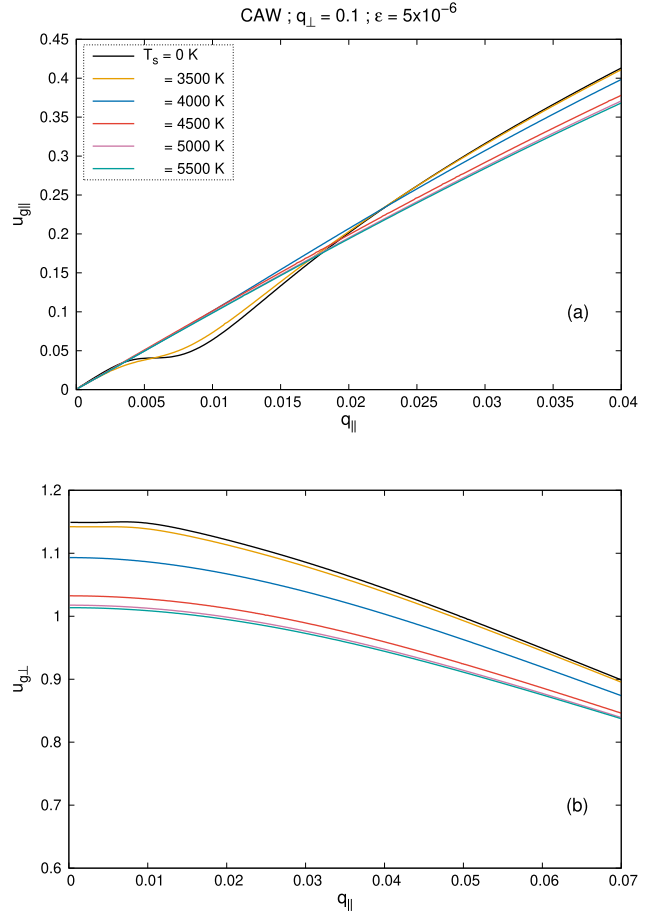 CAW ; q⊥ = 0.1 ; ε = 5x10⁻⁶
0.45
0.4
0.35
0.3
0.25
0.2
0.15
0.1
0.05
0
u_g||
T_s = 0 K
= 3500 K
= 4000 K
= 4500 K
= 5000 K
= 5500 K
(a)
0 0.005 0.01 0.015 0.02 0.025 0.03 0.035 0.04
q||
1.2
1.1
1
0.9
0.8
0.7
0.6
u_g⊥
(b)
0 0.01 0.02 0.03 0.04 0.05 0.06 0.07
q||